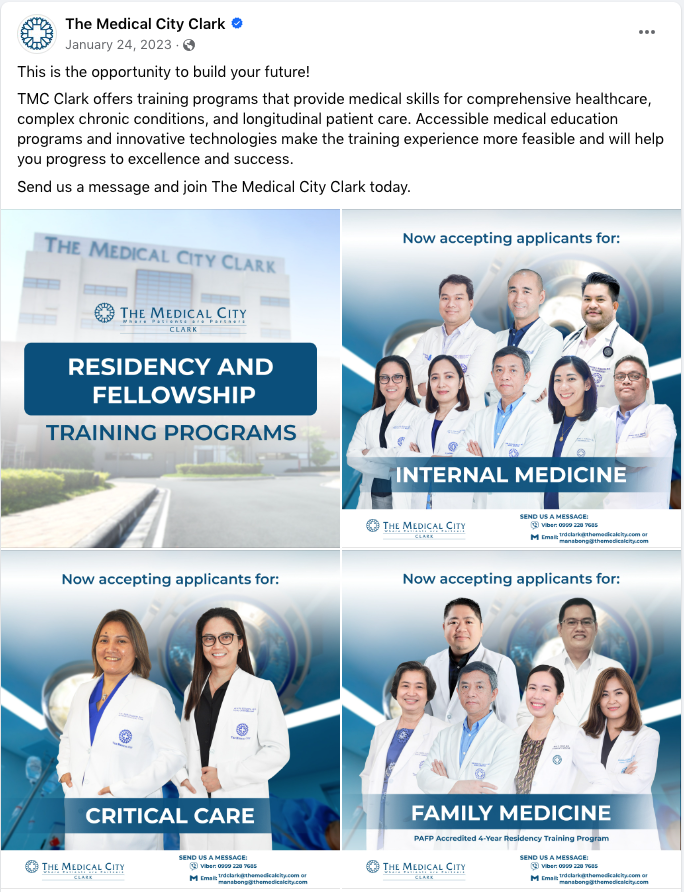 The Medical City Clark
January 24, 2023 ·
This is the opportunity to build your future!
TMC Clark offers training programs that provide medical skills for comprehensive healthcare,
complex chronic conditions, and longitudinal patient care. Accessible medical education
programs and innovative technologies make the training experience more feasible and will help
you progress to excellence and success.
Send us a message and join The Medical City Clark today.
THE MEDICAL CITY CLARK
THE MEDICAL CITY
Where Patients are Partners
CLARK
RESIDENCY AND
FELLOWSHIP
TRAINING PROGRAMS
Now accepting applicants for:
INTERNAL MEDICINE
THE MEDICAL CITY
Where Patients are Partners
CLARK
SEND US A MESSAGE:
Viber: 0999 228 7685
Email: trdclark@themedicalcity.com or
manabong@themedicalcity.com
Now accepting applicants for:
CRITICAL CARE
THE MEDICAL CITY
Where Patients are Partners
CLARK
SEND US A MESSAGE:
Viber: 0999 228 7685
Email: trdclark@themedicalcity.com or
manabong@themedicalcity.com
Now accepting applicants for:
FAMILY MEDICINE
PAFP Accredited 4-Year Residency Training Program
THE MEDICAL CITY
Where Patients are Partners
CLARK
SEND US A MESSAGE:
Viber: 0999 228 7685
Email: trdclark@themedicalcity.com or
manabong@themedicalcity.com